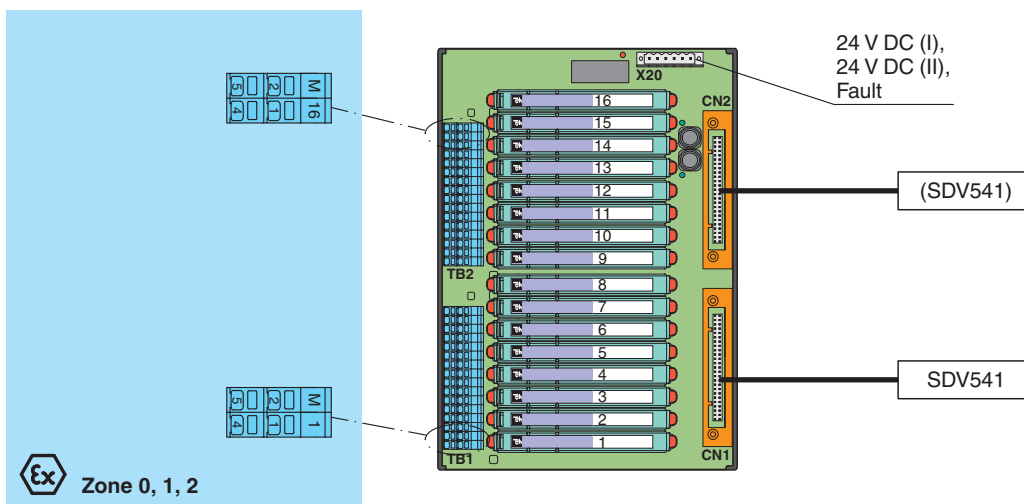 24 V DC (I),
24 V DC (II),
Fault
X20
CN2
5 2 M
4 1 16
16
15
14
13
12
11
10
9
TB2
(SDV541)
8
7
6
5
4
3
2
1
TB1
CN1
SDV541
5 2 M
4 1 1
εx Zone 0, 1, 2